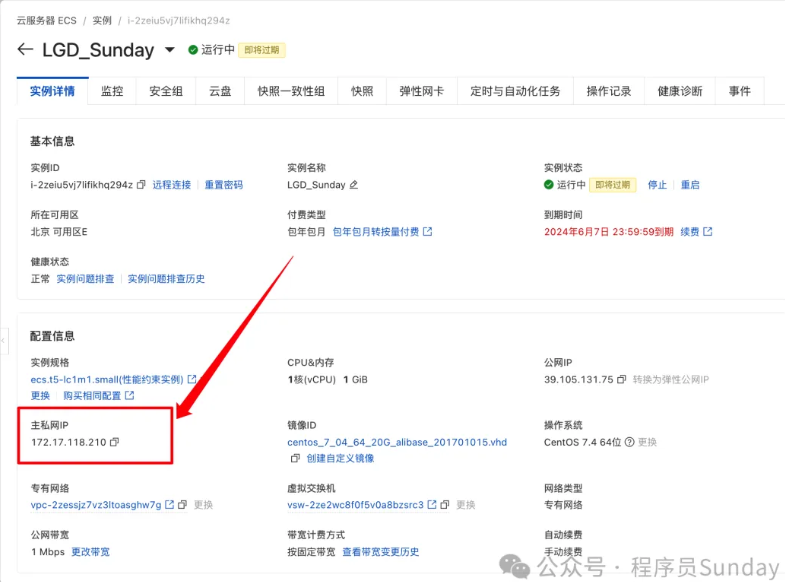 云服务器 ECS / 实例 / i-2zeiu5vj7lifikhq294z
← LGD_Sunday 运行中 即将过期
实例详情 监控 安全组 云盘 快照一致性组 快照 弹性网卡 定时与自动化任务 操作记录 健康诊断 事件
基本信息
实例ID 实例名称 实例状态
i-2zeiu5vj7lifikhq294z 远程连接 重置密码 LGD_Sunday 运行中 即将过期 停止 重启
所在可用区 付费类型 到期时间
北京 可用区E 包年包月 包年包月转按量付费 2024年6月7日 23:59:59到期 续费
健康状态
正常 实例问题排查 实例问题排查历史
配置信息
实例规格 CPU&内存 公网IP
ecs.t5-lc1m1.small(性能约束实例) 1核(vCPU) 1 GiB 39.105.131.75 转换为弹性公网IP
更换 购买相同配置
主私网IP 镜像ID 操作系统
172.17.118.210 centos_7_04_64_20G_alibase_201701015.vhd CentOS 7.4 64位 更换
创建自定义镜像
专有网络 虚拟交换机 网络类型
vpc-2zessjz7vz3ltoasghw7g 更换 vsw-2ze2wc8f0f5v0a8bzsrc3 更换 专有网络
公网带宽 带宽计费方式 自动续费
1 Mbps 更改带宽 按固定带宽 查看带宽变更历史 手动续费
公众号 · 程序员Sunday